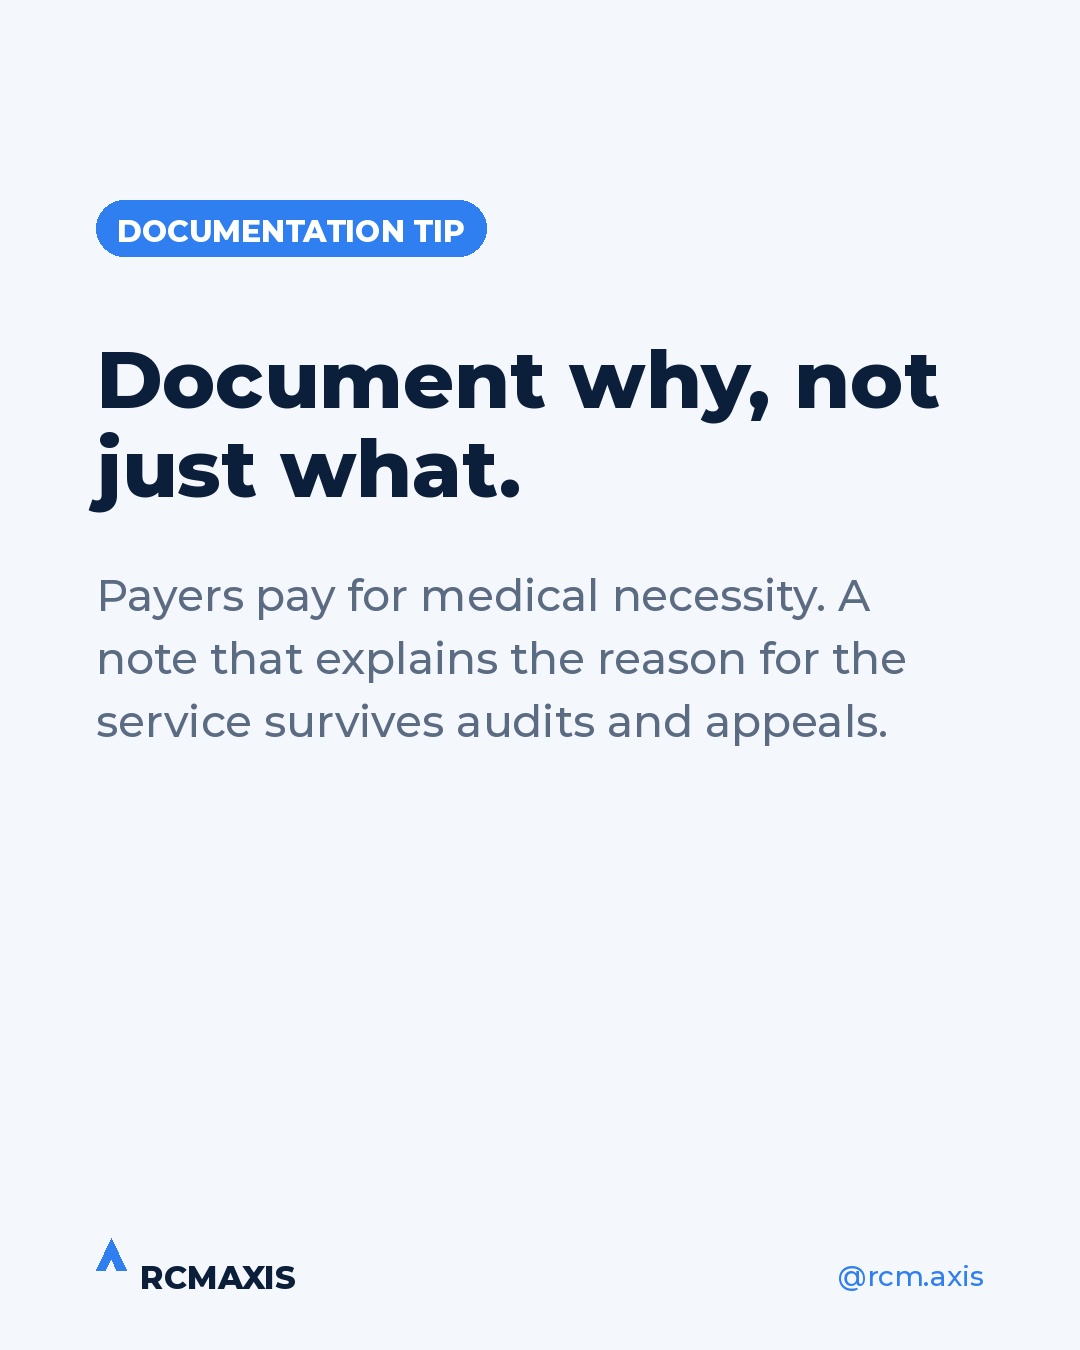 DOCUMENTATION TIP
Document why, not
just what.
Payers pay for medical necessity. A
note that explains the reason for the
service survives audits and appeals.
RCMAXIS
@rcm.axis